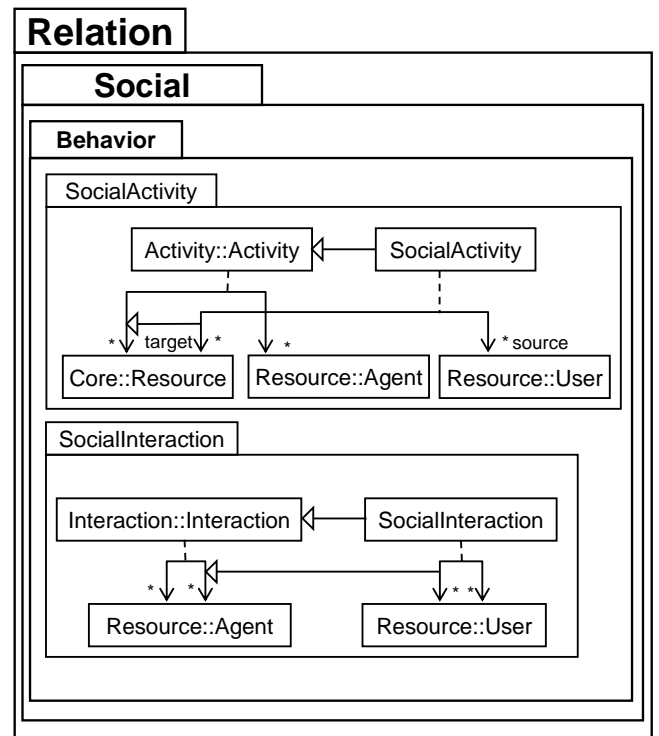 Relation
Social
Behavior
SocialActivity
Activity::Activity SocialActivity
* target * * * source
Core::Resource Resource::Agent Resource::User
SocialInteraction
Interaction::Interaction SocialInteraction
* * * *
Resource::Agent Resource::User